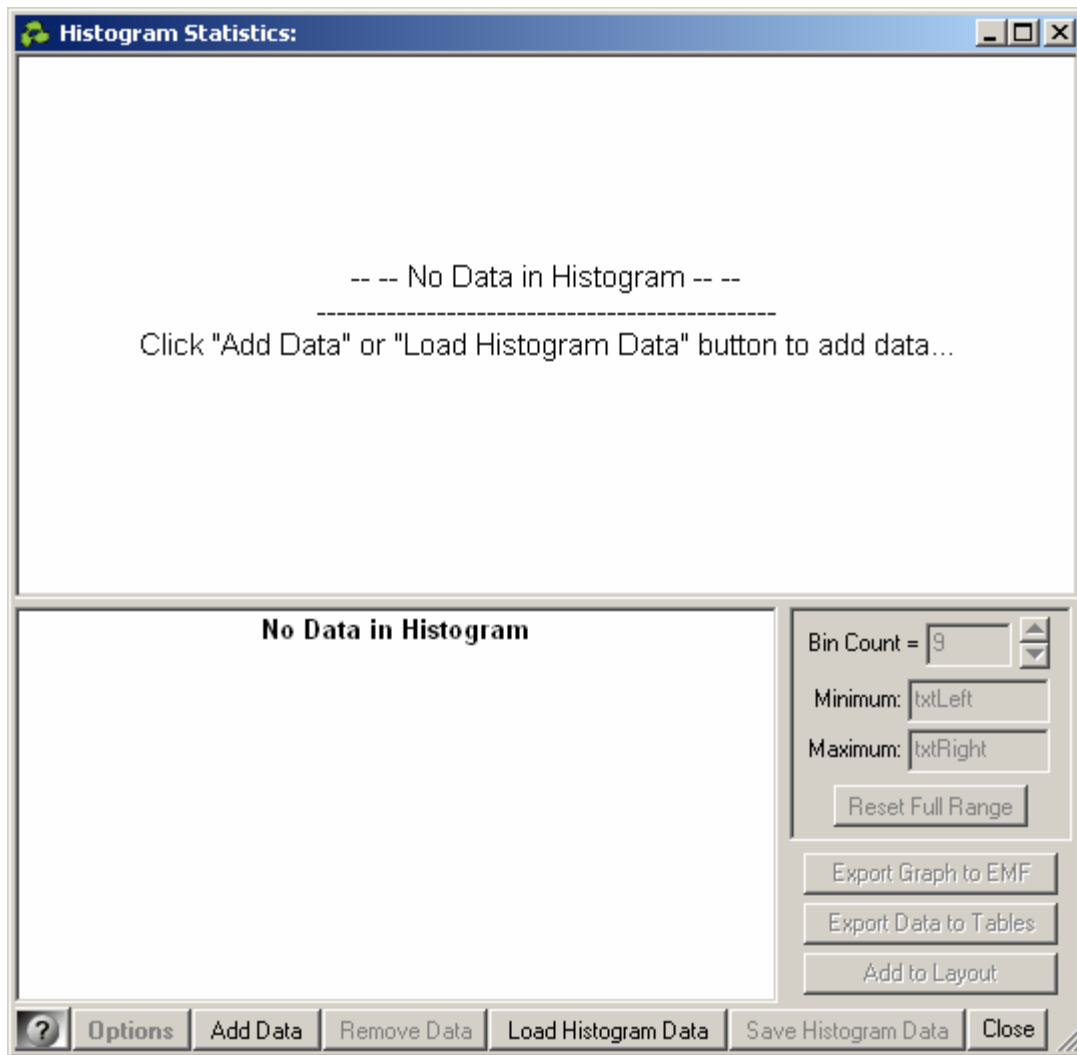 Histogram Statistics:
-- -- No Data in Histogram -- --
----------------------------------------------
Click "Add Data" or "Load Histogram Data" button to add data...
No Data in Histogram
Bin Count = 9
Minimum: txtLeft
Maximum: txtRight
Reset Full Range
Export Graph to EMF
Export Data to Tables
Add to Layout
? Options Add Data Remove Data Load Histogram Data Save Histogram Data Close